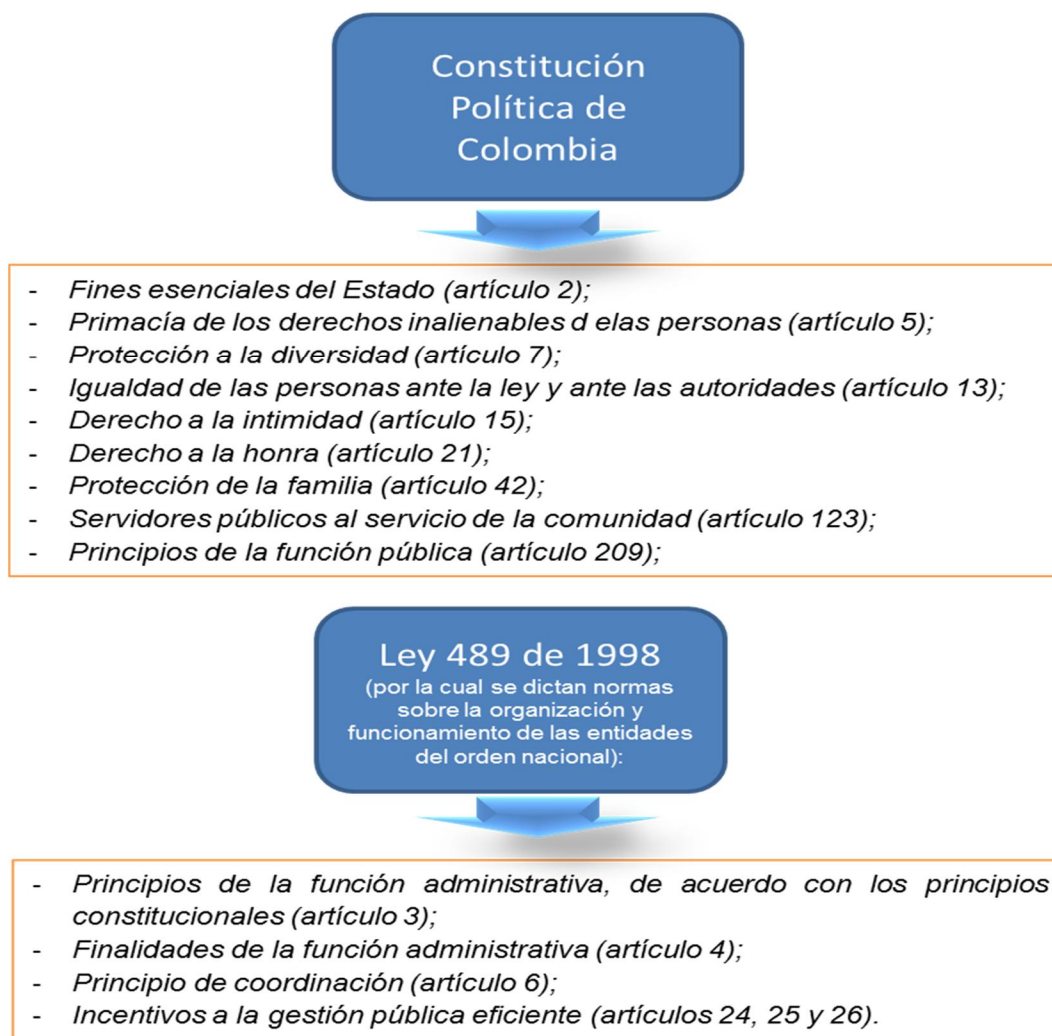 Constitución
Política de
Colombia
- Fines esenciales del Estado (artículo 2);
- Primacía de los derechos inalienables d elas personas (artículo 5);
- Protección a la diversidad (artículo 7);
- Igualdad de las personas ante la ley y ante las autoridades (artículo 13);
- Derecho a la intimidad (artículo 15);
- Derecho a la honra (artículo 21);
- Protección de la familia (artículo 42);
- Servidores públicos al servicio de la comunidad (artículo 123);
- Principios de la función pública (artículo 209);
Ley 489 de 1998
(por la cual se dictan normas
sobre la organización y
funcionamiento de las entidades
del orden nacional):
- Principios de la función administrativa, de acuerdo con los principios
constitucionales (artículo 3);
- Finalidades de la función administrativa (artículo 4);
- Principio de coordinación (artículo 6);
- Incentivos a la gestión pública eficiente (artículos 24, 25 y 26).